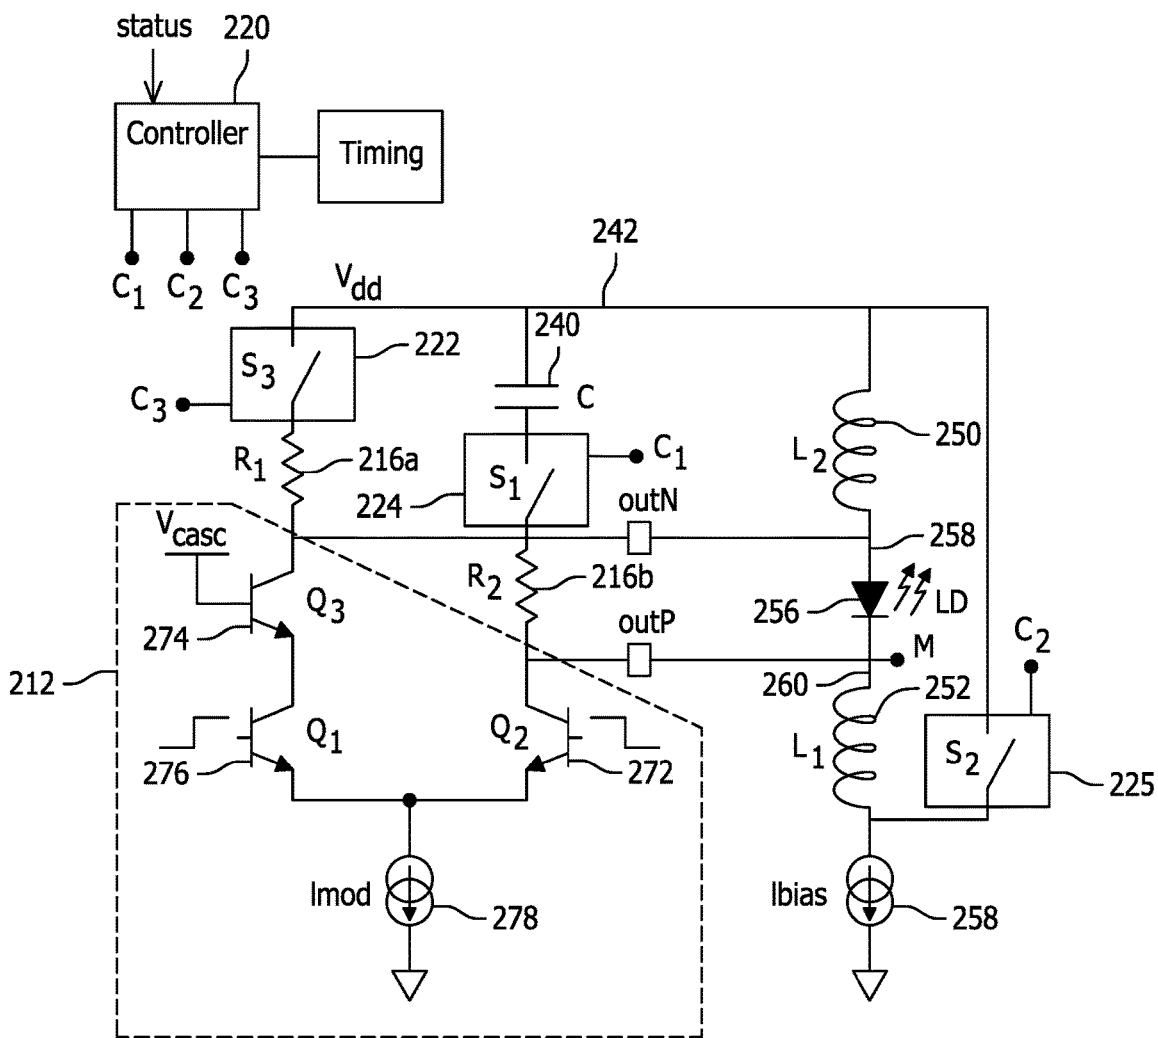 status 220
Controller
Timing
C1 C2 C3
242
Vdd
240
S3
222
C
C3
R1
216a
S1
C1
224
L2
250
outN
258
Vcasc
R2
216b
256
LD
274
Q3
outP
M
C2
212
260
252
276
Q1
Q2
272
L1
S2
225
Imod
278
Ibias
258